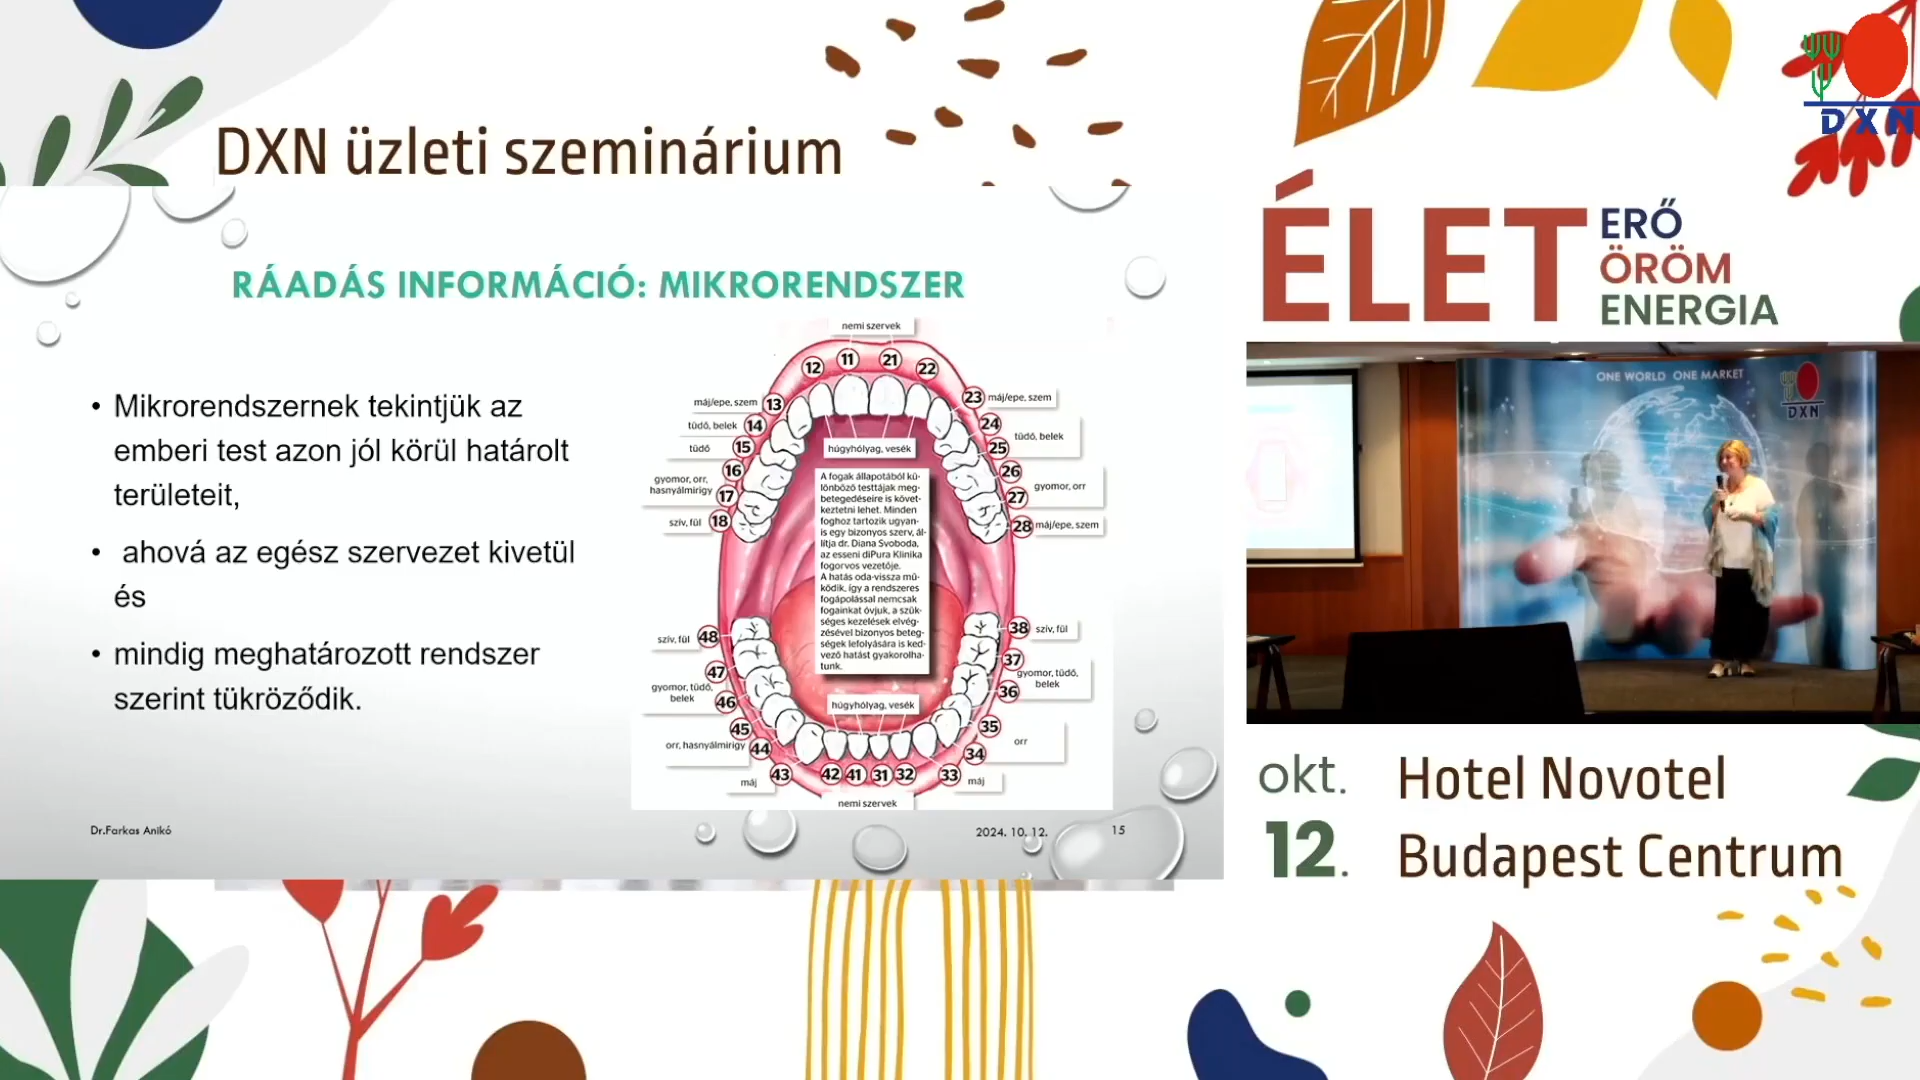 DXN üzleti szeminárium
DXN
ÉLET
ERŐ
ÖRÖM
ENERGIA
RÁADÁS INFORMÁCIÓ: MIKRORENDSZER
• Mikrorendszernek tekintjük az
emberi test azon jól körül határolt
területeit,
• ahová az egész szervezet kivetül
és
• mindig meghatározott rendszer
szerint tükröződik.
nemi szervek
12 11 21 22
máj/epe, szem 13
23 máj/epe, szem
tüdő, belek 14
24
tüdő, belek
tüdő 15
25
16
26
gyomor, orr,
hasnyálmirigy 17
gyomor, orr
27
szív, fül 18
28 máj/epe, szem
húgyhólyag, vesék
A fogak állapotából kü-
lönböző testtájak meg-
betegedéseire is követ-
keztetni lehet. Minden
foghoz tartozik ugyan-
is egy bizonyos szerv, ál-
lítja dr. Diana Svoboda,
az esseni diPura Klinika
fogorvos vezetője.
A hatás oda-vissza mű-
ködik, így a rendszeres
fogápolással nemcsak
fogainkat óvjuk, a szük-
séges kezelések elvég-
zésével bizonyos beteg-
ségek lefolyására is ked-
vező hatást gyakorolha-
tunk.
szív, fül 48
38 szív, fül
47
37
gyomor, tüdő,
belek
gyomor, tüdő,
belek
46
36
húgyhólyag, vesék
45
35
orr, hasnyálmirigy 44
orr
34
máj 43
42 41 31 32
33 máj
nemi szervek
Dr.Farkas Anikó
2024. 10. 12.
15
ONE WORLD ONE MARKET
DXN
okt.
12.
Hotel Novotel
Budapest Centrum